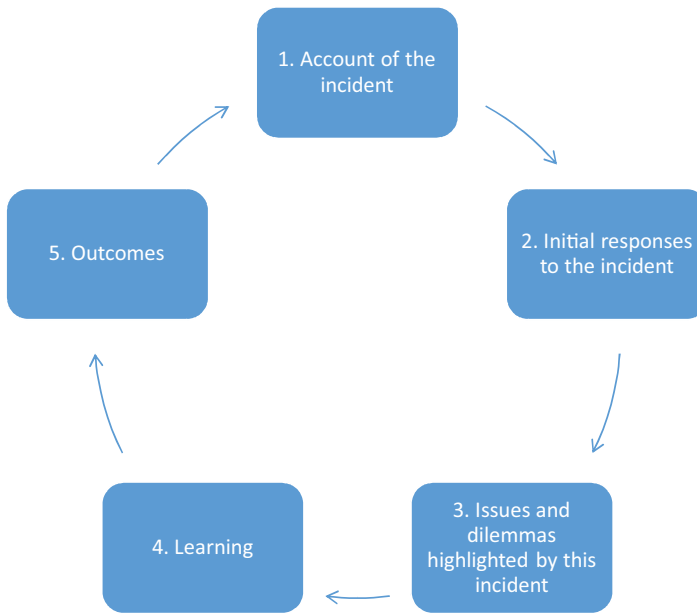 1. Account of the
incident
2. Initial responses
to the incident
3. Issues and
dilemmas
highlighted by this
incident
4. Learning
5. Outcomes